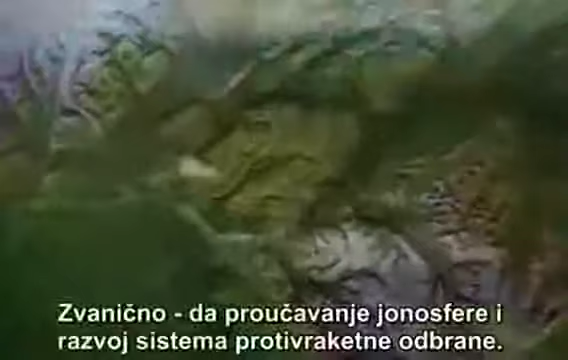 Zvanično - da proučavanje jonosfere i
razvoj sistema protivraketne odbrane.